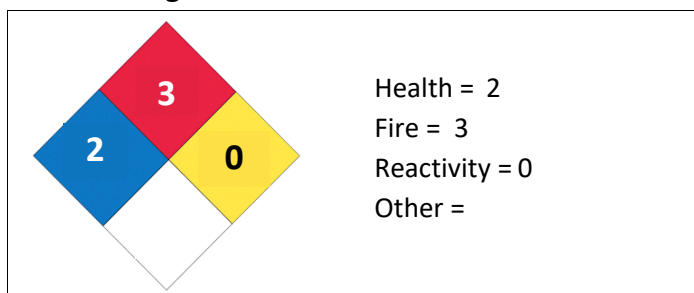 3
2
0
Health = 2
Fire = 3
Reactivity = 0
Other =